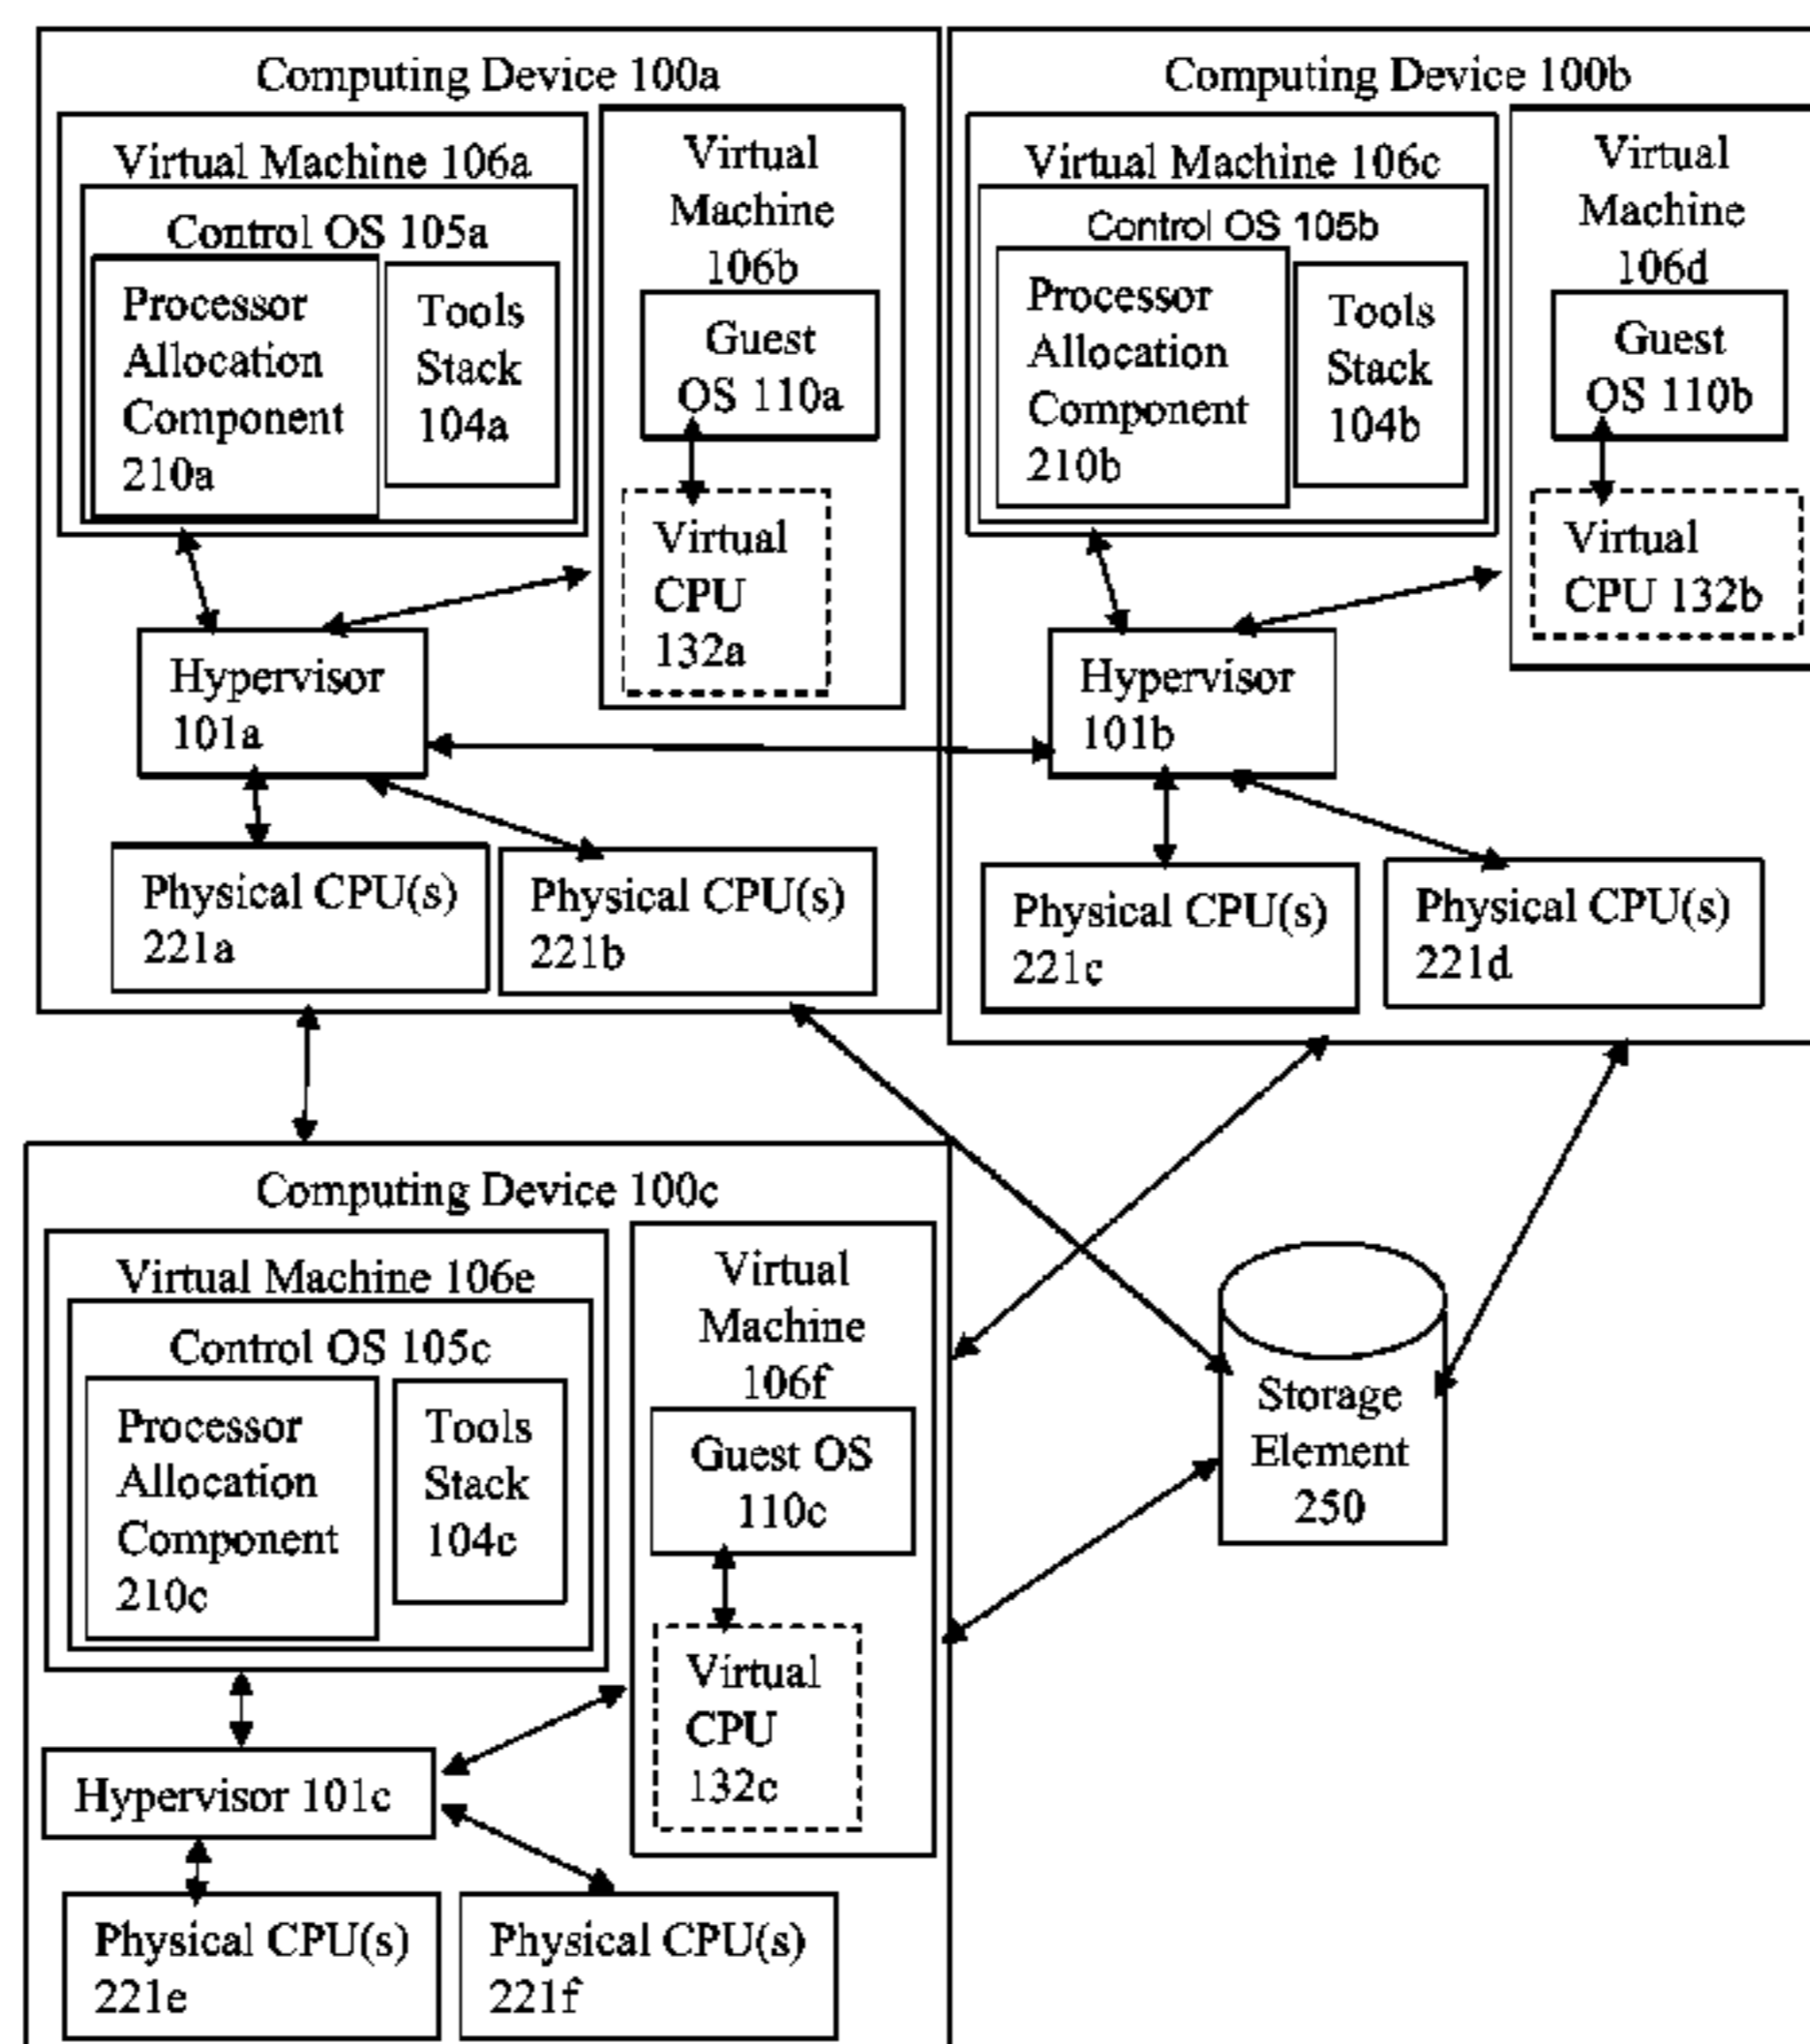 Computing Device 100a
Virtual Machine 106a
Control OS 105a
Processor
Allocation
Component
210a
Tools
Stack
104a
Virtual
Machine
106b
Guest
OS 110a
Virtual
CPU
132a
Hypervisor
101a
Physical CPU(s)
221a
Physical CPU(s)
221b
Computing Device 100b
Virtual Machine 106c
Control OS 105b
Processor
Allocation
Component
210b
Tools
Stack
104b
Virtual
Machine
106d
Guest
OS 110b
Virtual
CPU 132b
Hypervisor
101b
Physical CPU(s)
221c
Physical CPU(s)
221d
Computing Device 100c
Virtual Machine 106e
Control OS 105c
Processor
Allocation
Component
210c
Tools
Stack
104c
Virtual
Machine
106f
Guest OS
110c
Virtual
CPU
132c
Hypervisor 101c
Physical CPU(s)
221e
Physical CPU(s)
221f
Storage
Element
250